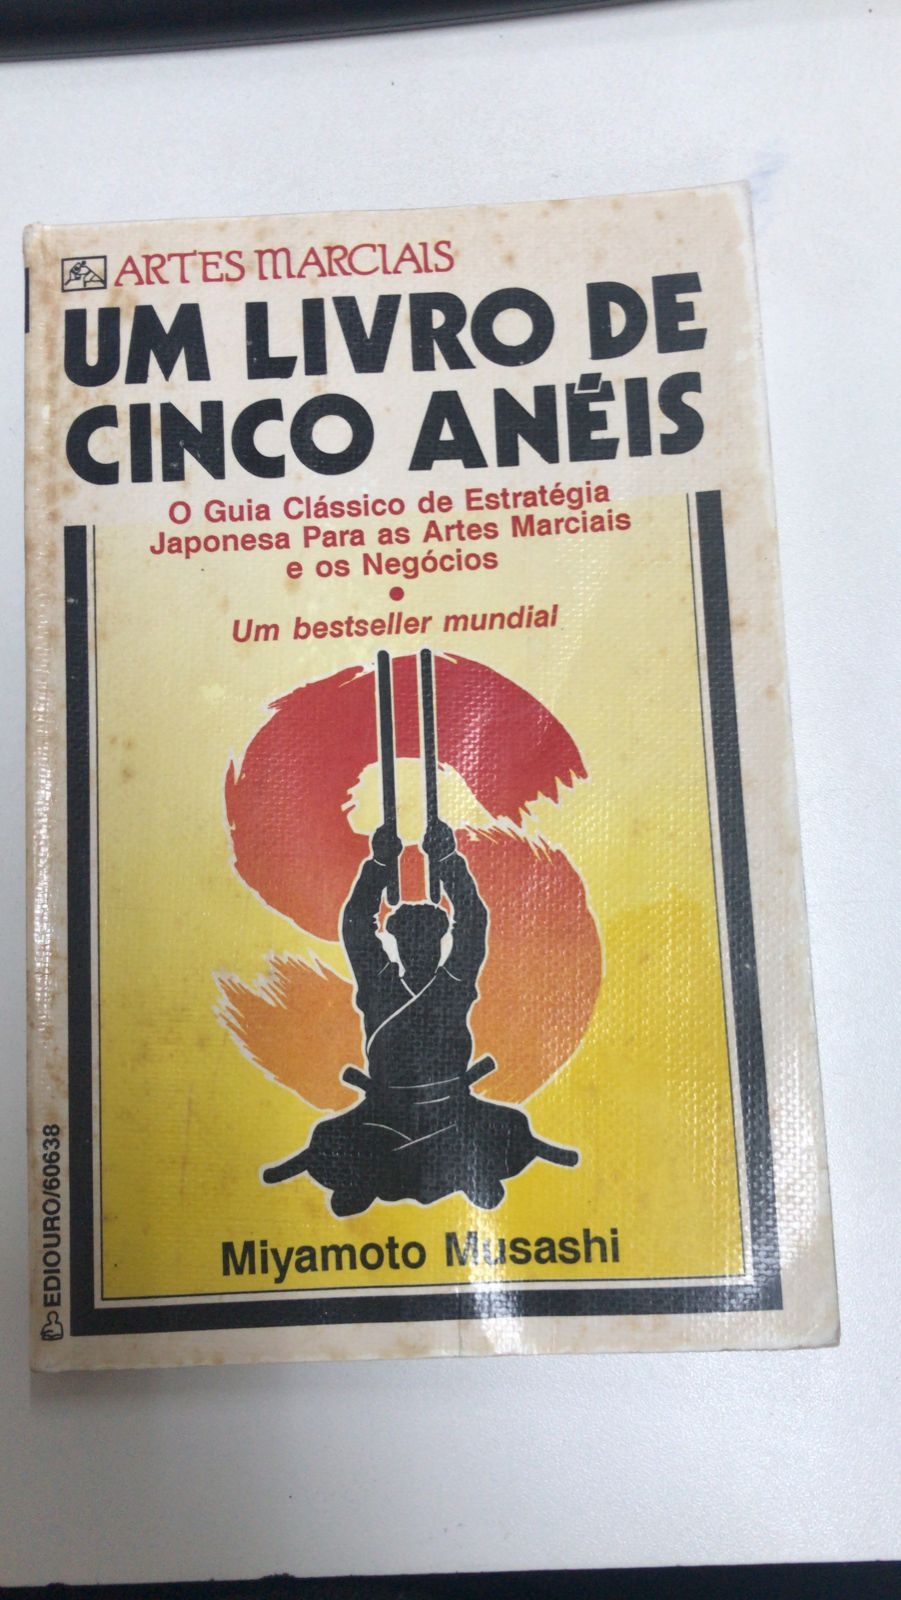 ARTES MARCIAIS
UM LIVRO DE
CINCO ANÉIS
O Guia Clássico de Estratégia
Japonesa Para as Artes Marciais
e os Negócios
•
Um bestseller mundial
Miyamoto Musashi
EDIOURO/60638